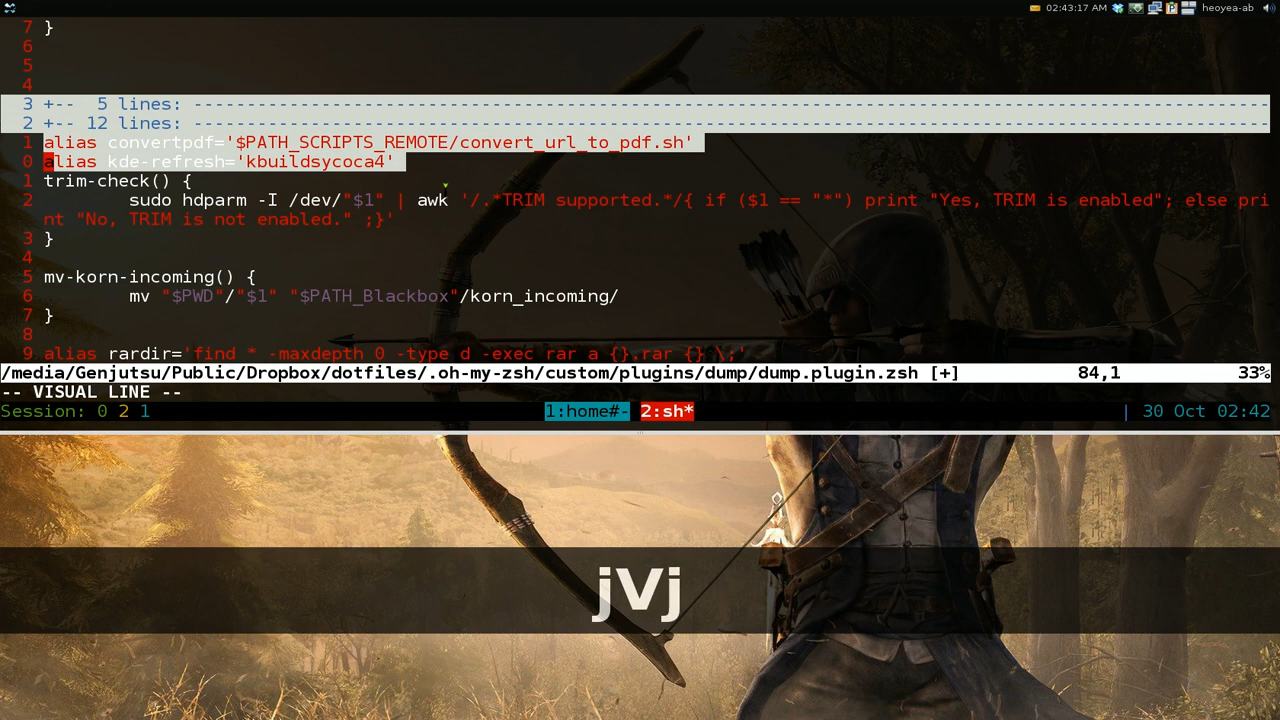 02:43:17 AM heoyea-ab
7 }
6
5
4
3 +--  5 lines: ----------------------------------------------------------------------------------------------------
2 +-- 12 lines: ----------------------------------------------------------------------------------------------------
1 alias convertpdf='$PATH_SCRIPTS_REMOTE/convert_url_to_pdf.sh'
0 alias kde-refresh='kbuildsycoca4'
1 trim-check() {
2         sudo hdparm -I /dev/"$1" | awk '/.*TRIM supported.*/{ if ($1 == "*") print "Yes, TRIM is enabled"; else pri
nt "No, TRIM is not enabled." ;}'
3 }
4
5 mv-korn-incoming() {
6         mv "$PWD"/"$1" "$PATH_Blackbox"/korn_incoming/
7 }
8
9 alias rardir='find * -maxdepth 0 -type d -exec rar a {}.rar {} \;'
/media/Genjutsu/Public/Dropbox/dotfiles/.oh-my-zsh/custom/plugins/dump/dump.plugin.zsh [+] 84,1 33%
-- VISUAL LINE --
Session: 0 2 1 1:home#- 2:sh* | 30 Oct 02:42
jVj